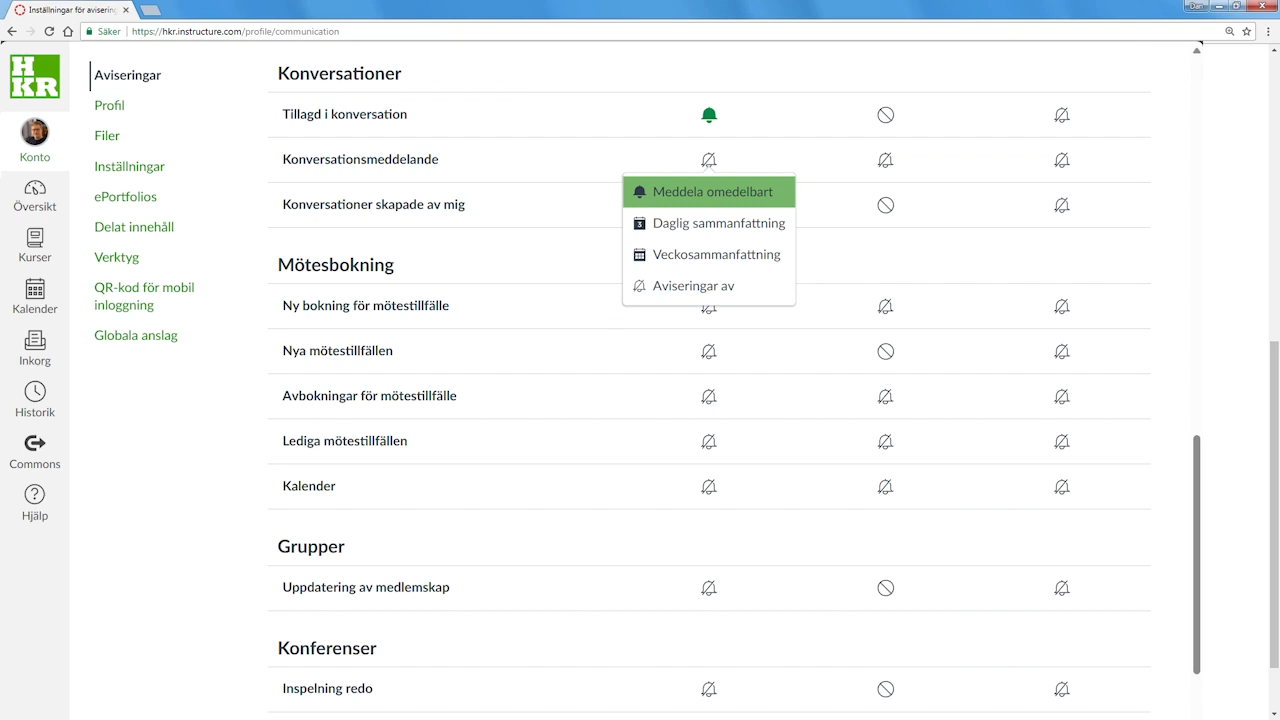 Inställningar för avisering
Dan
Säker
https://hkr.instructure.com/profile/communication
HKR
Konto
Översikt
Kurser
Kalender
Inkorg
Historik
Commons
Hjälp
Aviseringar
Profil
Filer
Inställningar
ePortfolios
Delat innehåll
Verktyg
QR-kod för mobil
inloggning
Globala anslag
Konversationer
Tillagd i konversation
Konversationsmeddelande
Konversationer skapade av mig
Meddela omedelbart
3 Daglig sammanfattning
Veckosammanfattning
Aviseringar av
Mötesbokning
Ny bokning för mötestillfälle
Nya mötestillfällen
Avbokningar för mötestillfälle
Lediga mötestillfällen
Kalender
Grupper
Uppdatering av medlemskap
Konferenser
Inspelning redo